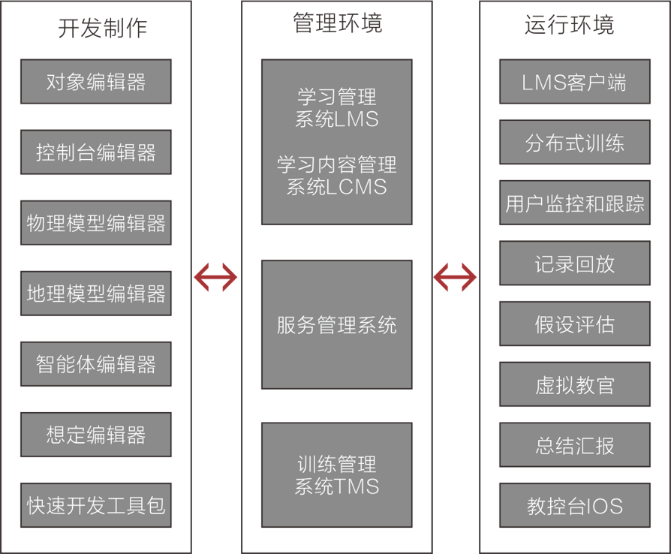 开发制作
对象编辑器
控制台编辑器
物理模型编辑器
地理模型编辑器
智能体编辑器
想定编辑器
快速开发工具包
管理环境
学习管理
系统LMS
学习内容管理
系统LCMS
服务管理系统
训练管理
系统TMS
运行环境
LMS客户端
分布式训练
用户监控和跟踪
记录回放
假设评估
虚拟教官
总结汇报
教控台IOS